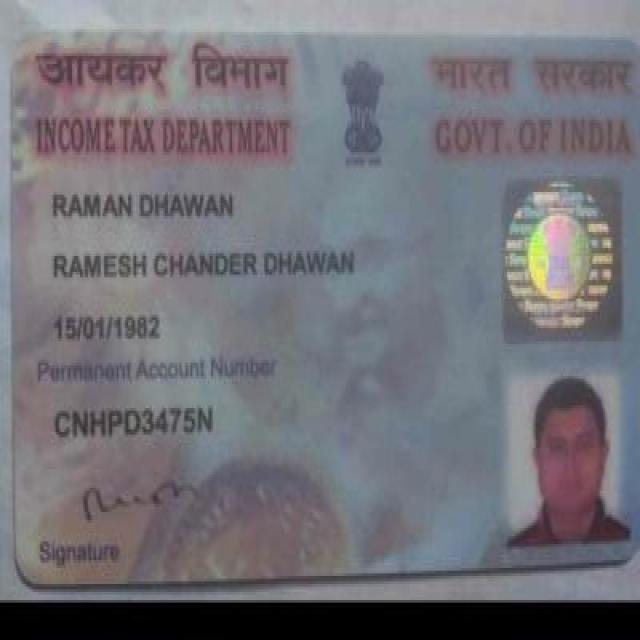 आयकर विभाग
भारत सरकार
INCOME TAX DEPARTMENT
GOVT. OF INDIA
RAMAN DHAWAN
RAMESH CHANDER DHAWAN
15/01/1982
Permanent Account Number
CNHPD3475N
Signature